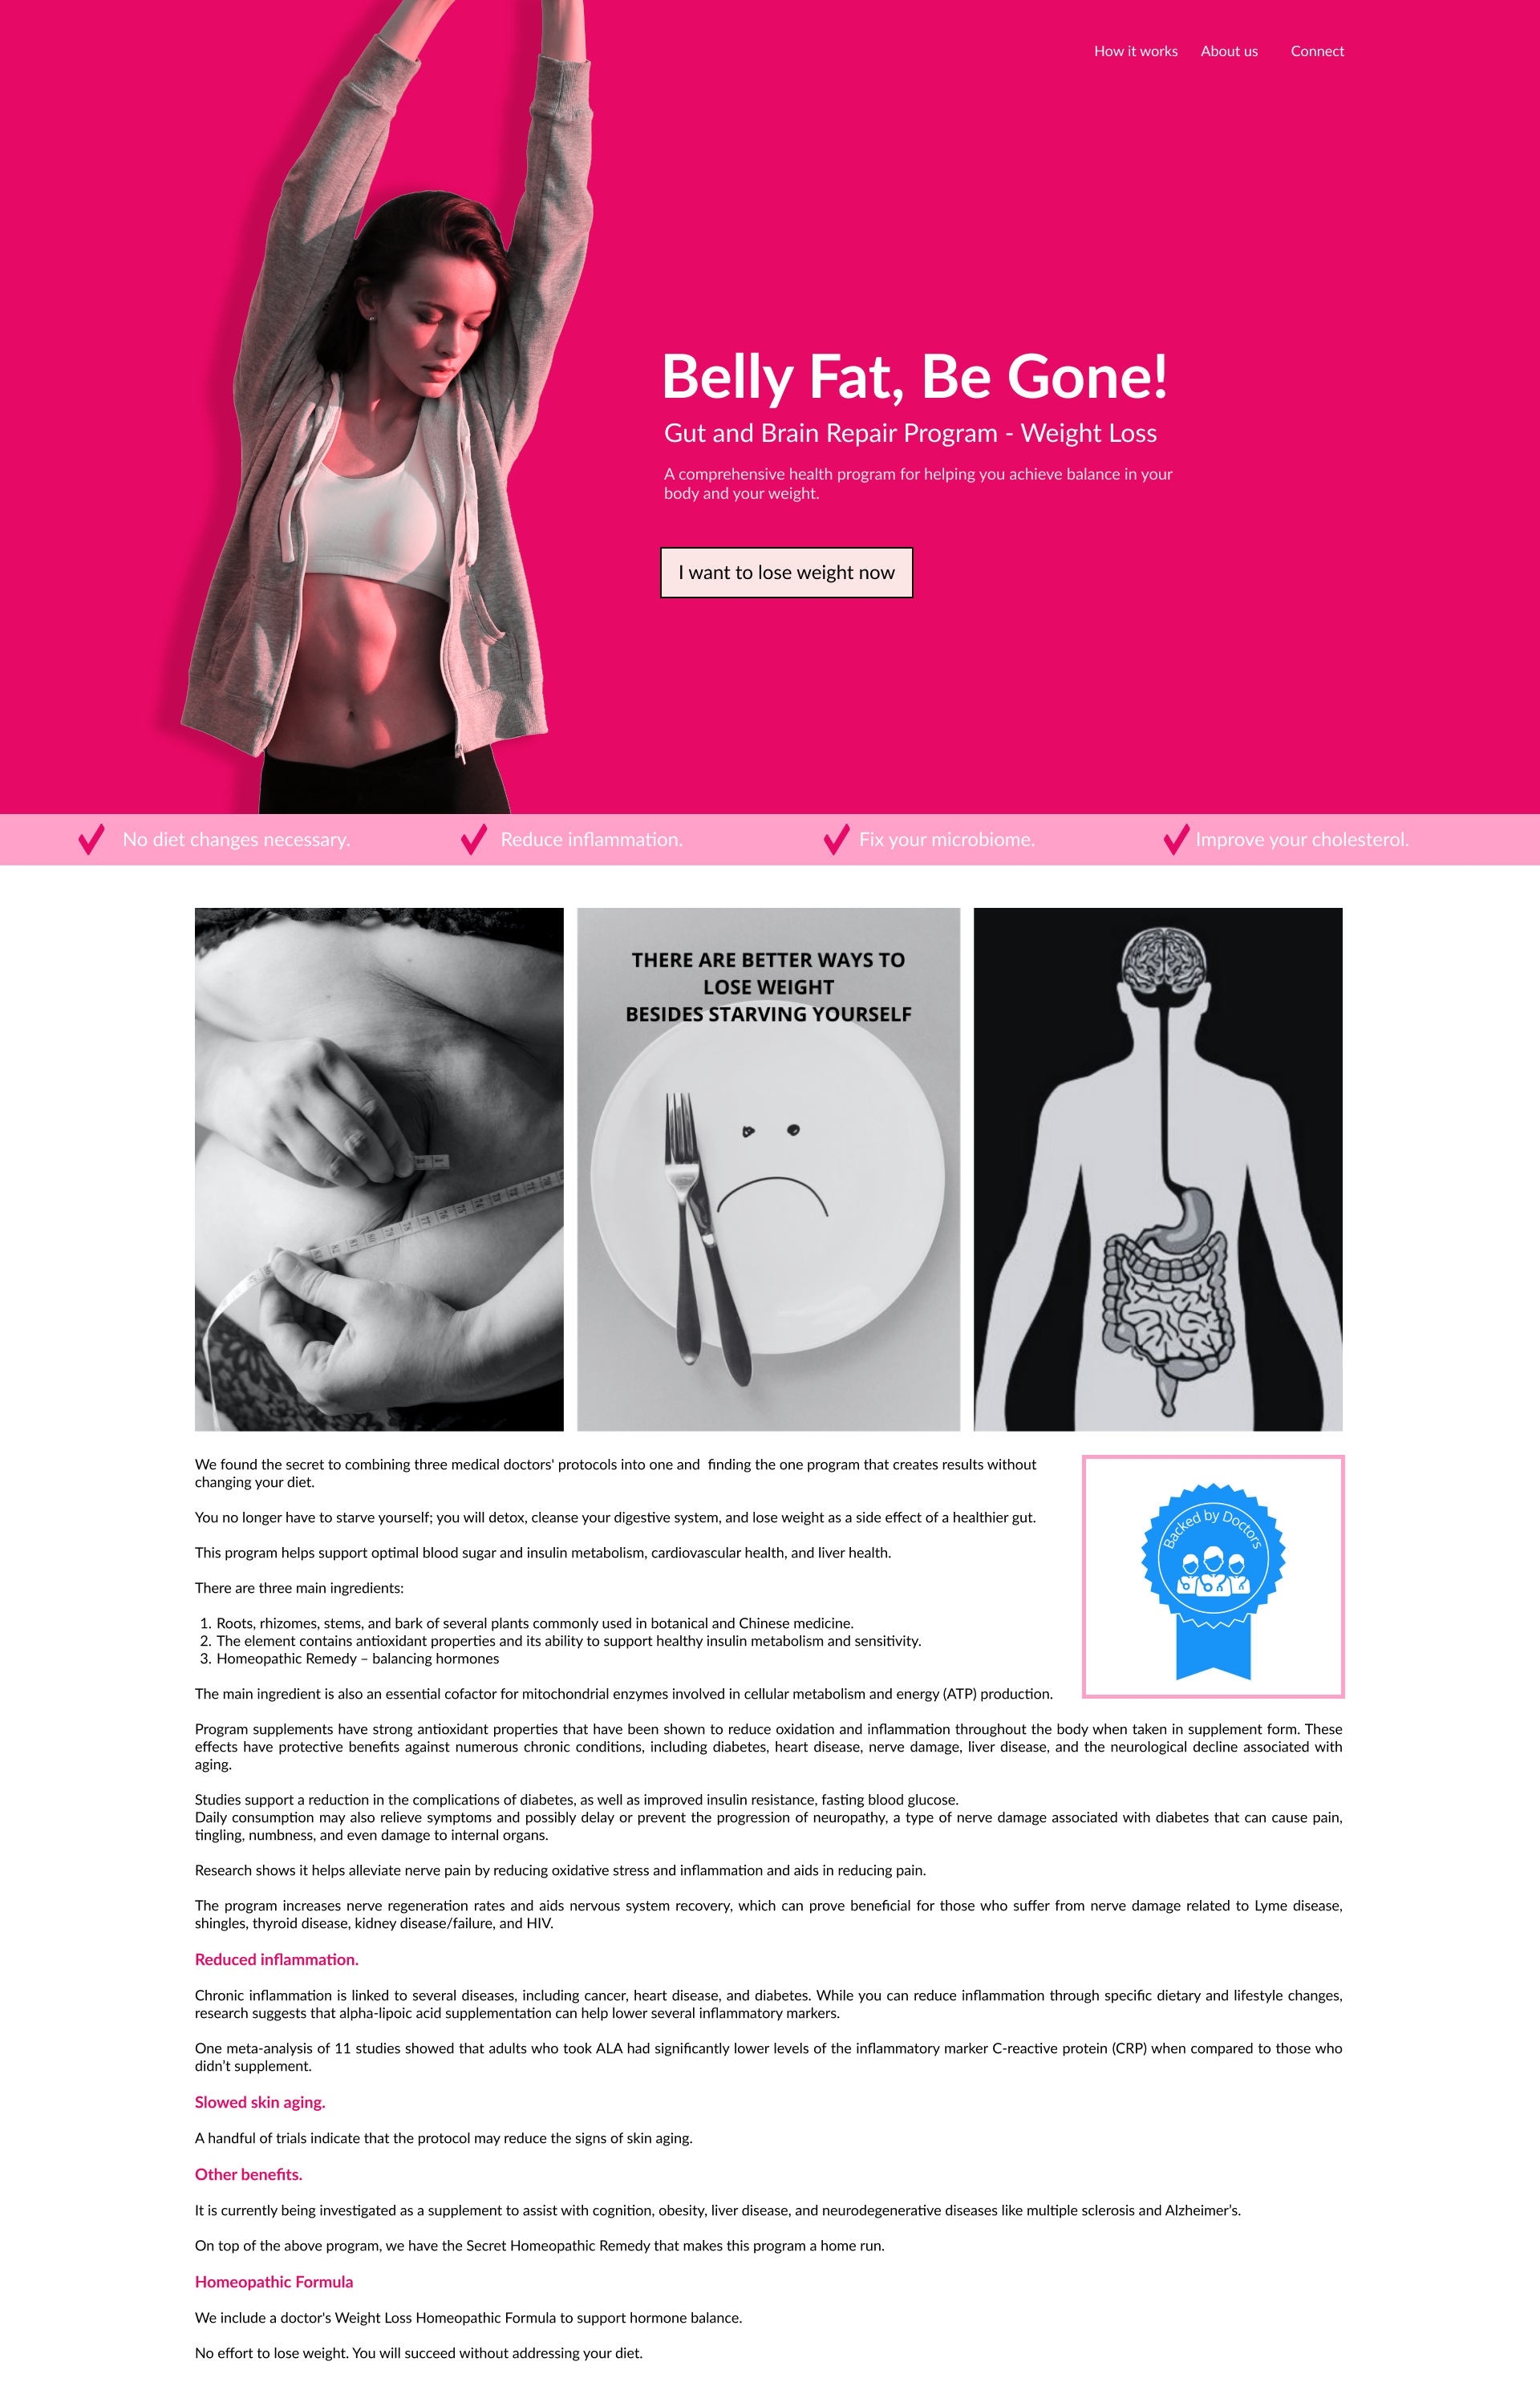 How it works
About us
Connect
Belly Fat, Be Gone!
Gut and Brain Repair Program - Weight Loss
A comprehensive health program for helping you achieve balance in your
body and your weight.
I want to lose weight now
No diet changes necessary.
Reduce inflammation.
Fix your microbiome.
Improve your cholesterol.
THERE ARE BETTER WAYS TO
LOSE WEIGHT
BESIDES STARVING YOURSELF
We found the secret to combining three medical doctors' protocols into one and  finding the one program that creates results without
changing your diet.
You no longer have to starve yourself; you will detox, cleanse your digestive system, and lose weight as a side effect of a healthier gut.
This program helps support optimal blood sugar and insulin metabolism, cardiovascular health, and liver health.
There are three main ingredients:
1. Roots, rhizomes, stems, and bark of several plants commonly used in botanical and Chinese medicine.
2. The element contains antioxidant properties and its ability to support healthy insulin metabolism and sensitivity.
3. Homeopathic Remedy – balancing hormones
Backed by Doctors
The main ingredient is also an essential cofactor for mitochondrial enzymes involved in cellular metabolism and energy (ATP) production.
Program supplements have strong antioxidant properties that have been shown to reduce oxidation and inflammation throughout the body when taken in supplement form. These
effects have protective benefits against numerous chronic conditions, including diabetes, heart disease, nerve damage, liver disease, and the neurological decline associated with
aging.
Studies support a reduction in the complications of diabetes, as well as improved insulin resistance, fasting blood glucose.
Daily consumption may also relieve symptoms and possibly delay or prevent the progression of neuropathy, a type of nerve damage associated with diabetes that can cause pain,
tingling, numbness, and even damage to internal organs.
Research shows it helps alleviate nerve pain by reducing oxidative stress and inflammation and aids in reducing pain.
The program increases nerve regeneration rates and aids nervous system recovery, which can prove beneficial for those who suffer from nerve damage related to Lyme disease,
shingles, thyroid disease, kidney disease/failure, and HIV.
Reduced inflammation.
Chronic inflammation is linked to several diseases, including cancer, heart disease, and diabetes. While you can reduce inflammation through specific dietary and lifestyle changes,
research suggests that alpha-lipoic acid supplementation can help lower several inflammatory markers.
One meta-analysis of 11 studies showed that adults who took ALA had significantly lower levels of the inflammatory marker C-reactive protein (CRP) when compared to those who
didn’t supplement.
Slowed skin aging.
A handful of trials indicate that the protocol may reduce the signs of skin aging.
Other benefits.
It is currently being investigated as a supplement to assist with cognition, obesity, liver disease, and neurodegenerative diseases like multiple sclerosis and Alzheimer’s.
On top of the above program, we have the Secret Homeopathic Remedy that makes this program a home run.
Homeopathic Formula
We include a doctor's Weight Loss Homeopathic Formula to support hormone balance.
No effort to lose weight. You will succeed without addressing your diet.